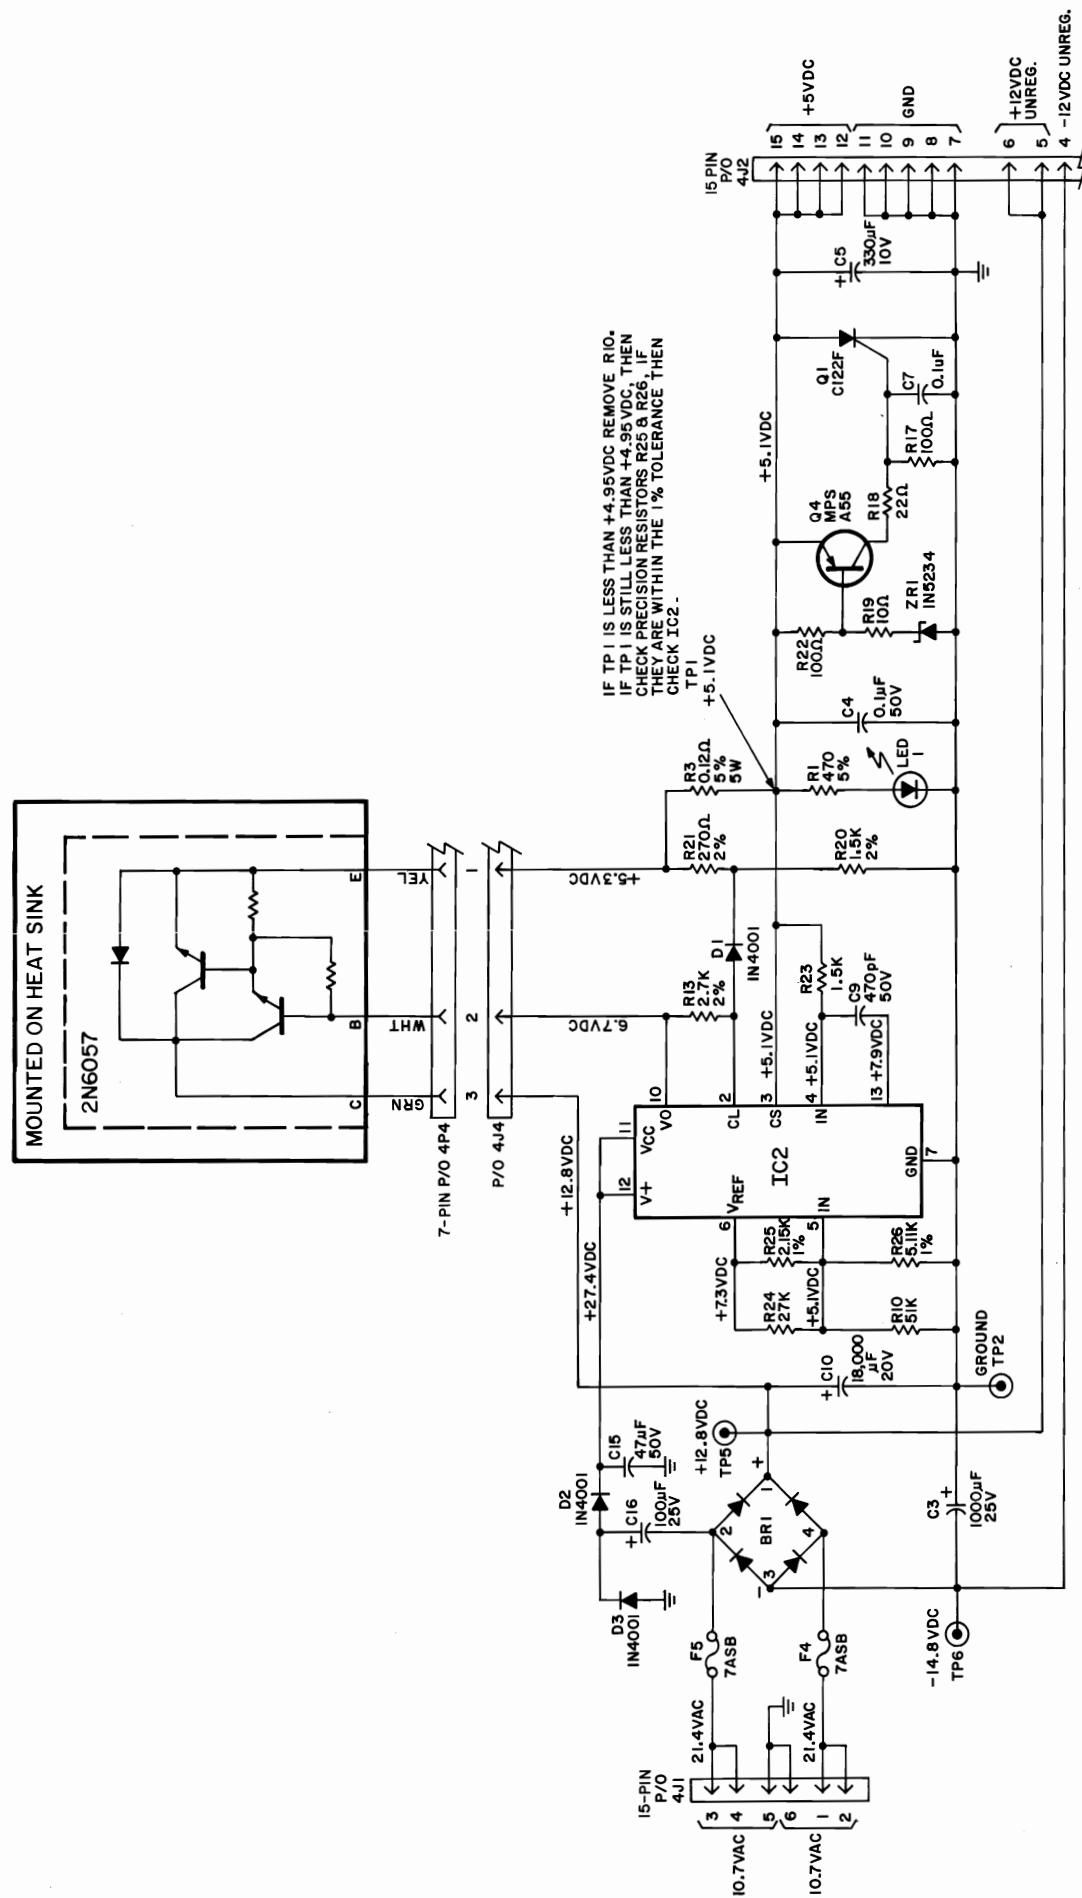 MOUNTED ON HEAT SINK
2N6057
C
B
E
GRN
WHT
YEL
7-PIN P/O 4P4
3
2
1
P/O 4J4
+12.8VDC
6.7VDC
+5.3VDC
IF TP1 IS LESS THAN +4.95VDC REMOVE R10.
IF TP1 IS STILL LESS THAN +4.95VDC, THEN
CHECK PRECISION RESISTORS R25 & R26, IF
THEY ARE WITHIN THE 1% TOLERANCE THEN
CHECK IC2.
TP1
+5.1VDC
+27.4VDC
D2
1N4001
D3
1N4001
+ C16
100µF
25V
C15
47µF
50V
15-PIN
P/O
4J1
3
4
5
6
1
2
10.7VAC
10.7VAC
21.4VAC
21.4VAC
F5
7ASB
F4
7ASB
BR1
1
2
3
4
+
-
+12.8VDC
TP5
-14.8VDC
TP6
C3 +
1000µF
25V
+ C10
18,000
µF
20V
GROUND
TP2
12
V+
11
VCC
10
VO
2
CL
3
CS
4
IN
13
6
VREF
5
IN
IC2
GND
7
+7.3VDC
R24
27K
R25
2.15K
1%
+5.1VDC
R10
51K
R26
5.11K
1%
R13
2.7K
2%
D1
1N4001
+5.1VDC
+5.1VDC
+7.9VDC
R23
1.5K
C9
470pF
50V
R21
270Ω
2%
R3
0.12Ω
5%
5W
R20
1.5K
2%
R1
470
5%
LED
1
C4
0.1µF
50V
R22
100Ω
R19
10Ω
ZR1
1N5234
Q4
MPS
A55
R18
22Ω
R17
100Ω
+5.1VDC
Q1
C122F
C7
0.1uF
+ C5
330µF
10V
15 PIN
P/O
4J2
15
14
13
12
11
10
9
8
7
6
5
4
+5VDC
GND
+12VDC
UNREG.
-12VDC UNREG.